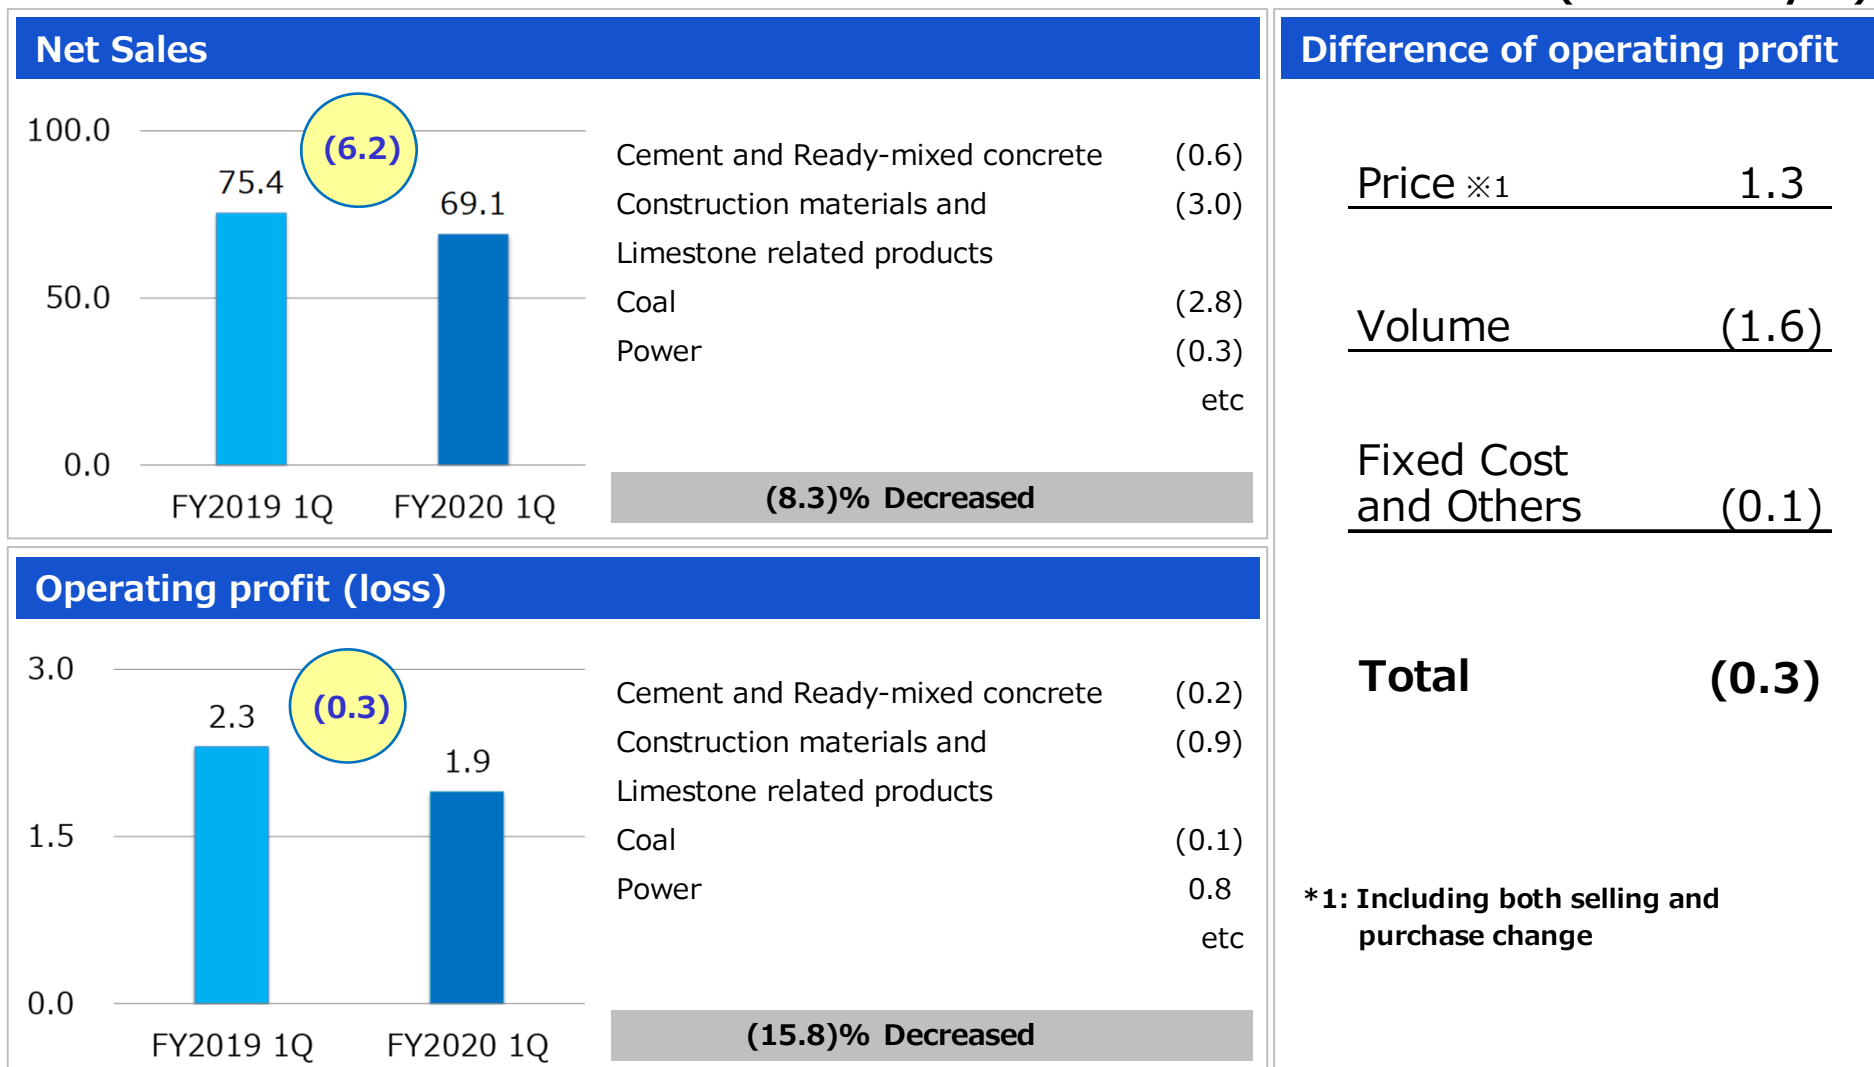 Net Sales
100.0
50.0
0.0
(6.2)
75.4
69.1
FY2019 1Q
FY2020 1Q
Cement and Ready-mixed concrete (0.6)
Construction materials and (3.0)
Limestone related products
Coal (2.8)
Power (0.3)
etc
(8.3)% Decreased
Operating profit (loss)
3.0
1.5
0.0
(0.3)
2.3
1.9
FY2019 1Q
FY2020 1Q
Cement and Ready-mixed concrete (0.2)
Construction materials and (0.9)
Limestone related products
Coal (0.1)
Power 0.8
etc
(15.8)% Decreased
Difference of operating profit
Price ※1 1.3
Volume (1.6)
Fixed Cost
and Others (0.1)
Total (0.3)
*1: Including both selling and
purchase change